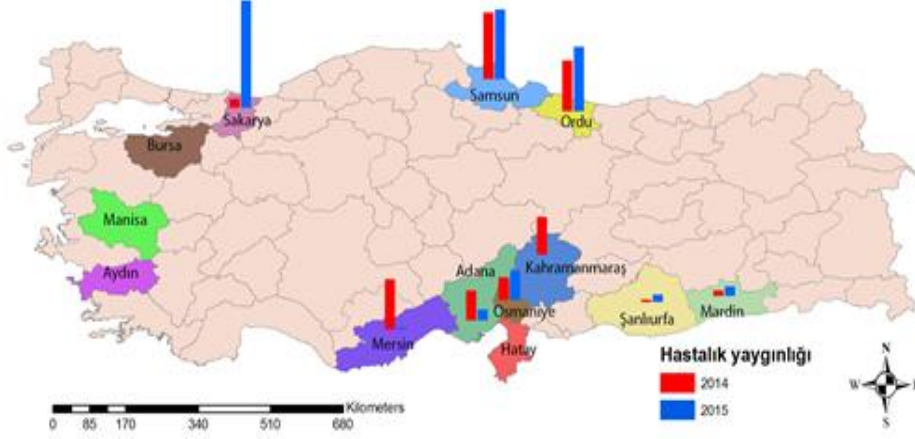 Samsun
Sakarya
Ordu
Bursa
Manisa
Aydın
Adana
Kahramanmaraş
Osmaniye
Şanlıurfa
Mardin
Mersin
Hatay
Hastalık yaygınlığı
2014
2015
N
W
E
S
Kilometers
0 85 170 340 510 680